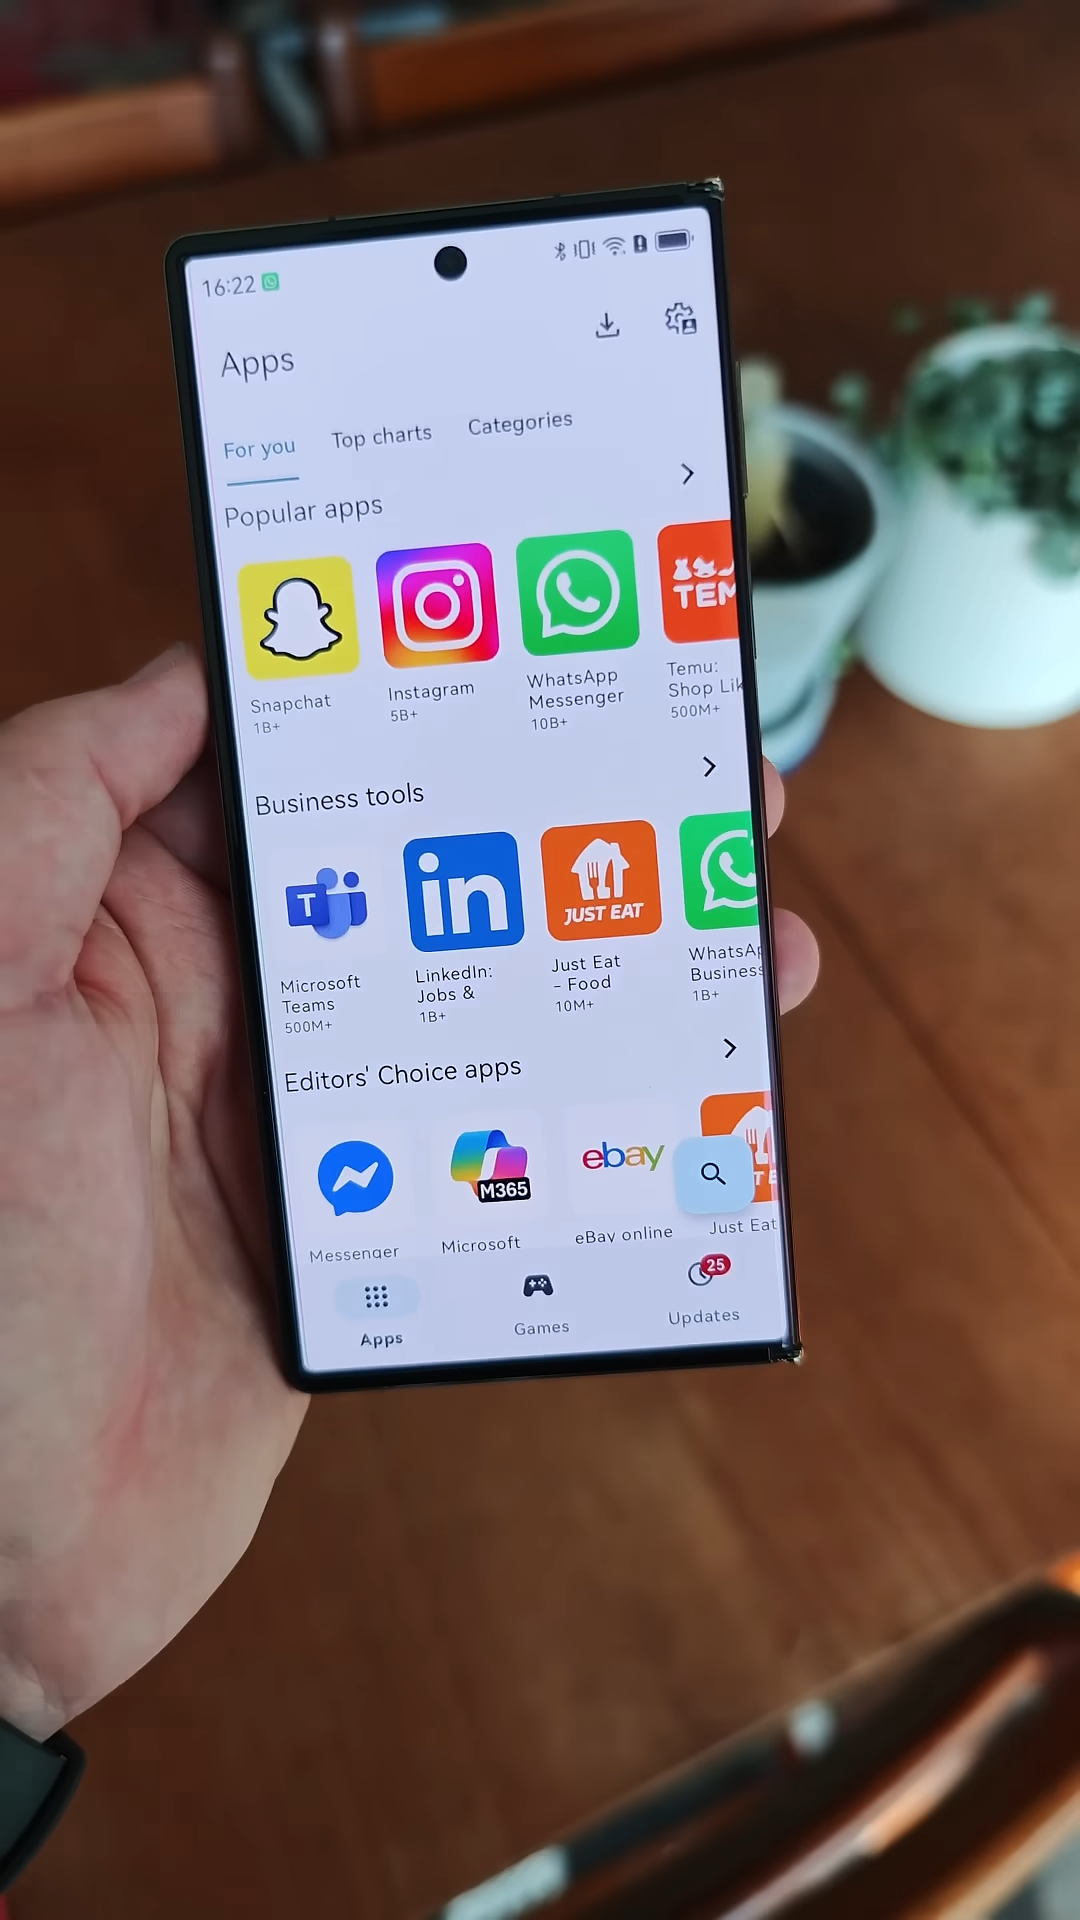 16:22
Apps
For you Top charts Categories
Popular apps
TEM
Snapchat
1B+
Instagram
5B+
WhatsApp
Messenger
10B+
Temu:
Shop Lik
500M+
Business tools
T
in
JUST EAT
Microsoft
Teams
500M+
LinkedIn:
Jobs &
1B+
Just Eat
- Food
10M+
WhatsAp
Business
1B+
Editors' Choice apps
M365
ebay
T E
Messenger
Microsoft
eBay online
Just Eat
25
Apps
Games
Updates